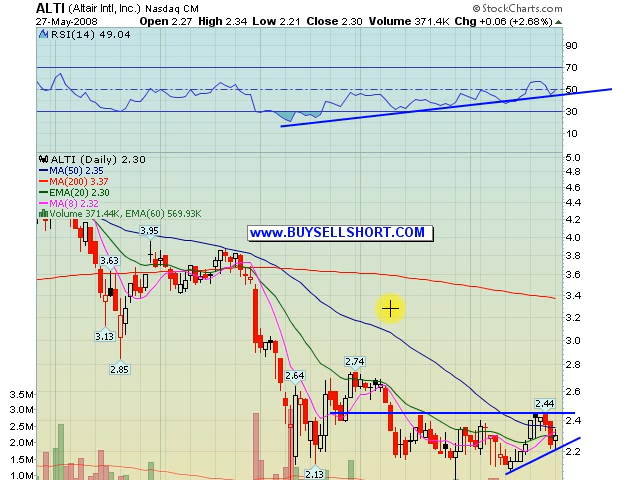 ALTI (Altair Intl, Inc.) Nasdaq CM
© StockCharts.com
27-May-2008
Open 2.27 High 2.34 Low 2.21 Close 2.30 Volume 371.4K Chg +0.06 (+2.68%)
RSI(14) 49.04
90
70
50
30
10
ALTI (Daily) 2.30
MA(50) 2.35
MA(200) 3.37
EMA(20) 2.30
MA(8) 2.32
Volume 371.44K, EMA(60) 569.93K
www.BUYSELLSHORT.COM
5.0
4.8
4.6
4.4
4.2
4.0
3.8
3.6
3.4
3.2
3.0
2.8
2.6
2.4
2.2
3.95
3.63
3.13
2.85
2.64
2.74
2.13
2.44
3.5M
3.0M
2.5M
2.0M
1.5M
1.0M